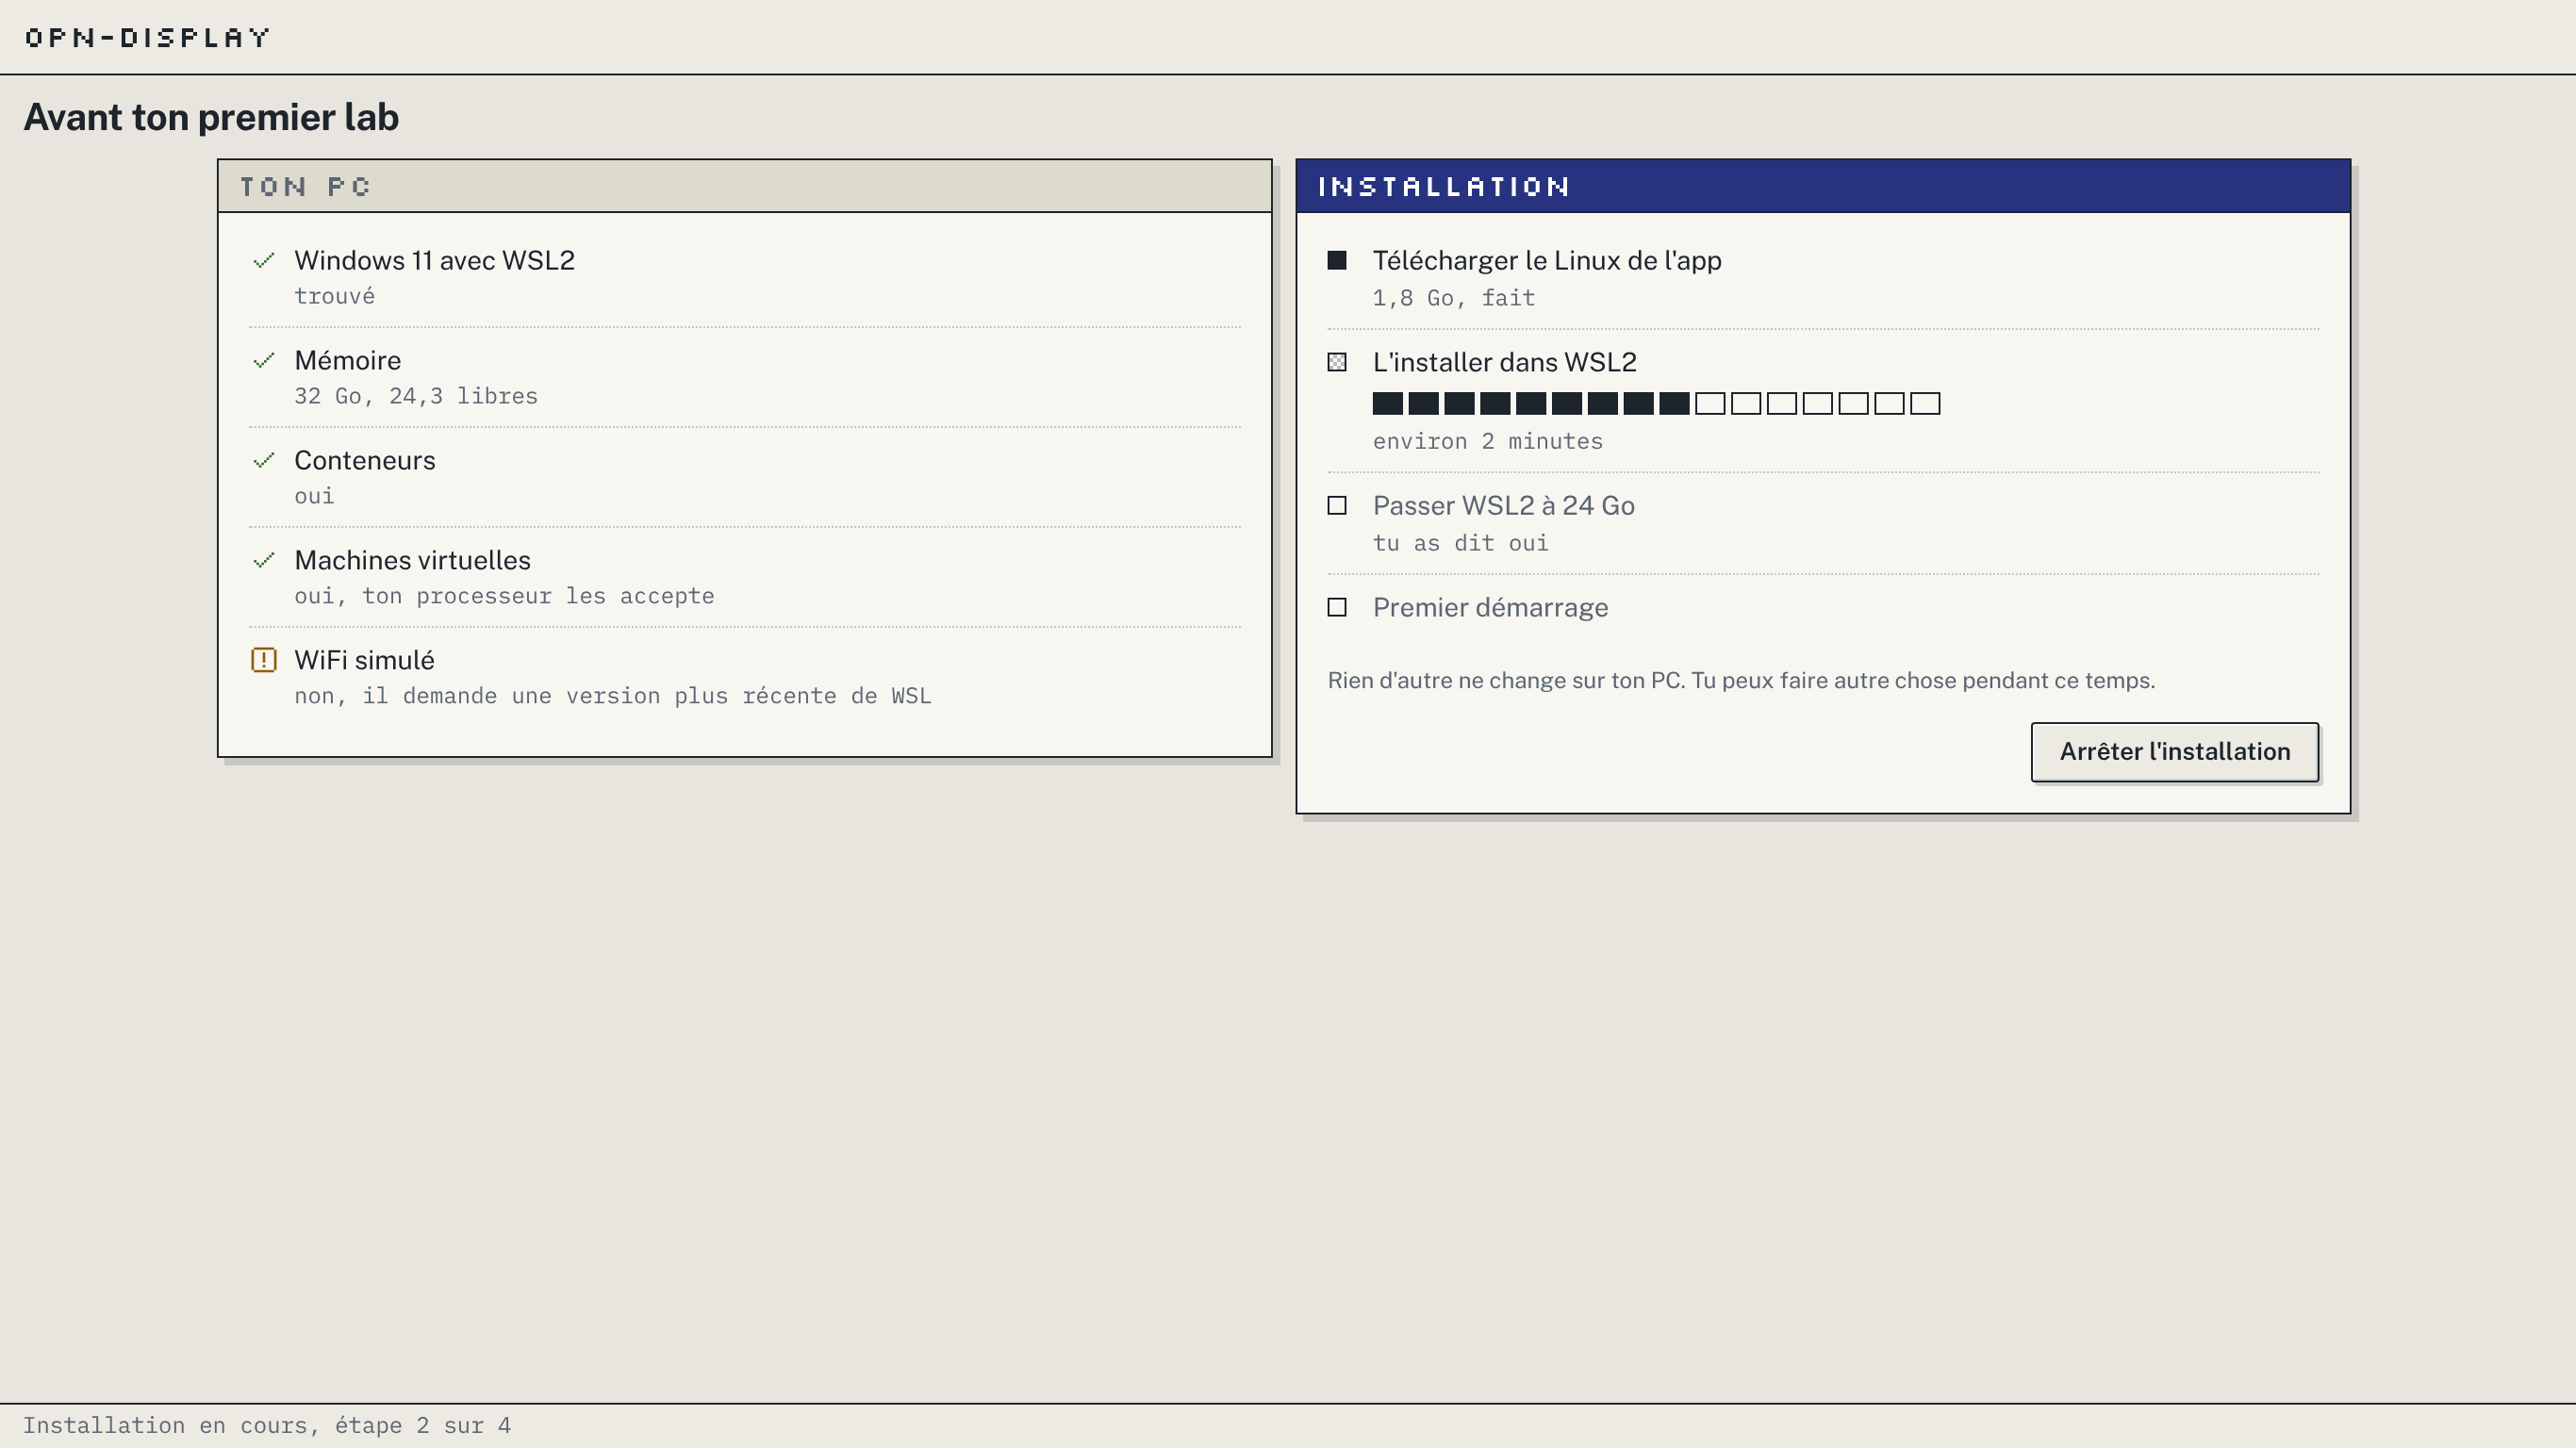 OPN-DISPLAY
Avant ton premier lab
TON PC
Windows 11 avec WSL2
trouvé
Mémoire
32 Go, 24,3 libres
Conteneurs
oui
Machines virtuelles
oui, ton processeur les accepte
WiFi simulé
non, il demande une version plus récente de WSL
INSTALLATION
Télécharger le Linux de l'app
1,8 Go, fait
L'installer dans WSL2
environ 2 minutes
Passer WSL2 à 24 Go
tu as dit oui
Premier démarrage
Rien d'autre ne change sur ton PC. Tu peux faire autre chose pendant ce temps.
Arrêter l'installation
Installation en cours, étape 2 sur 4